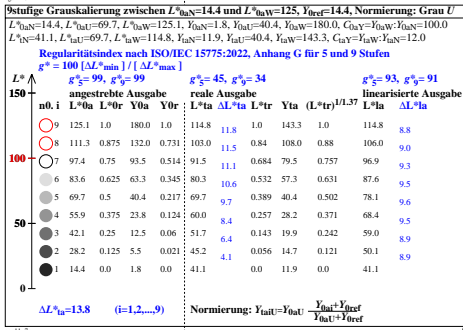 9stufige Graukalierung zwischen L*0aN=14.4 und L*0aW=125, Y0ref=14.4, Normierung: Grau U
L*0aN=14.4, L*0aU=69.7, L*0aW=125.1, Y0aN=1.8, Y0aU=40.4, Y0aW=180.0, C0aY=Y0aW:Y0aN=100.0
L*taN=41.1, L*taU=69.7, L*taW=114.8, YtaN=11.9, YtaU=40.4, YtaW=143.3, CtaY=YtaW:YtaN=12.0
Regularitätsindex nach ISO/IEC 15775:2022, Anhang G für 5 und 9 Stufen
g* = 100 [ΔL*min ] / [ ΔL*max ]
L* g*5= 99, g*9= 99 g*5= 45, g*9= 34 g*5= 93, g*9= 91
150 angestrebte Ausgabe reale Ausgabe linearisierte Ausgabe
n0. i L*0a L*0r Y0a Y0r L*ta ΔL*ta L*tr Yta (L*tr)1/1.37 L*la ΔL*la
9 125.1 1.0 180.0 1.0 114.8 1.0 143.3 1.0 114.8
11.8 8.8
8 111.3 0.875 132.0 0.731 103.0 0.84 108.0 0.88 106.0
11.5 9.0
100 7 97.4 0.75 93.5 0.514 91.5 0.684 79.5 0.757 96.9
11.1 9.3
6 83.6 0.625 63.3 0.345 80.3 0.532 57.3 0.631 87.6
10.6 9.5
5 69.7 0.5 40.4 0.217 69.7 0.389 40.4 0.502 78.1
9.7 9.6
4 55.9 0.375 23.8 0.124 60.0 0.257 28.2 0.371 68.4
8.4 9.5
50 3 42.1 0.25 12.5 0.06 51.7 0.143 19.9 0.242 59.0
6.4 8.9
2 28.2 0.125 5.5 0.021 45.2 0.056 14.7 0.121 50.1
4.1 8.9
1 14.4 0.0 1.8 0.0 41.1 0.0 11.9 0.0 41.1
0 ΔL*ta=13.8 (i=1,2,...,9) Normierung: YtaiU=Y0aU Y0ai+Y0ref
Y0aU+Y0ref